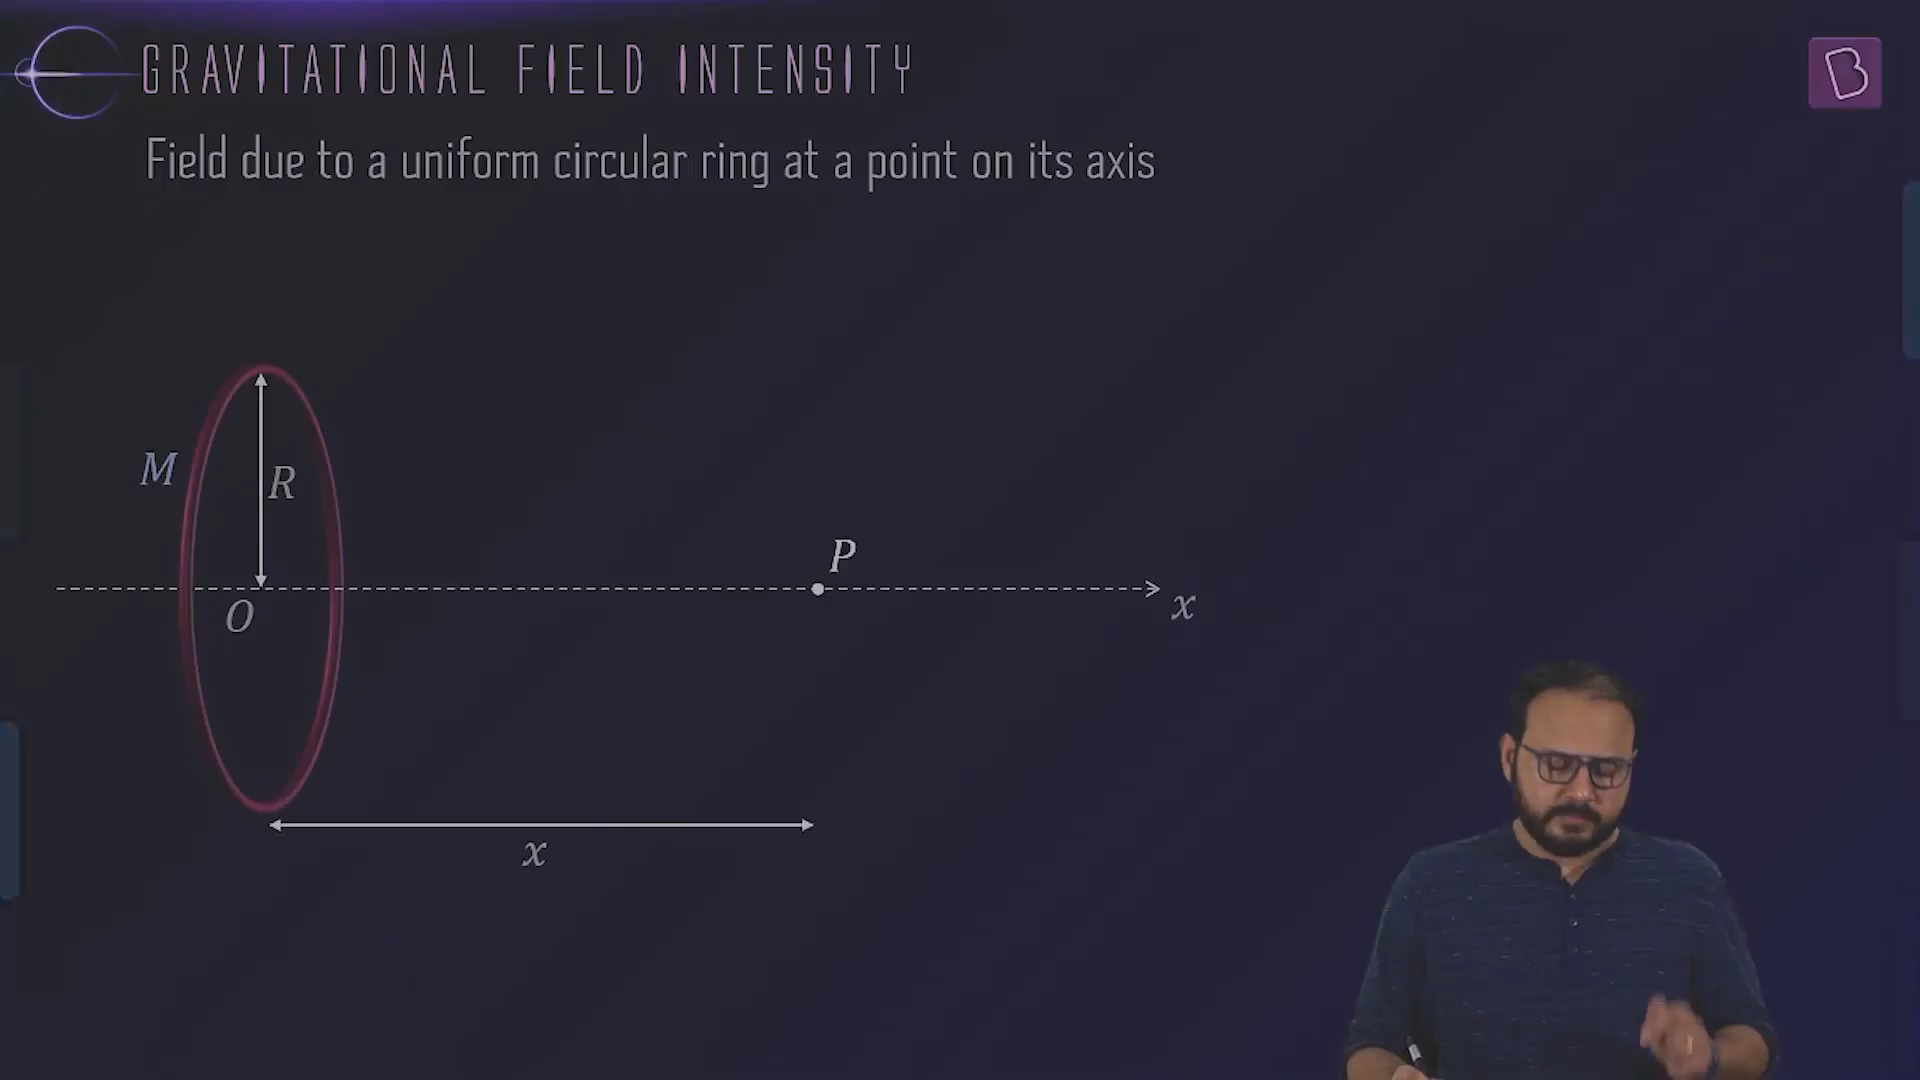 GRAVITATIONAL FIELD INTENSITY
B
Field due to a uniform circular ring at a point on its axis
M
R
P
O
x
x